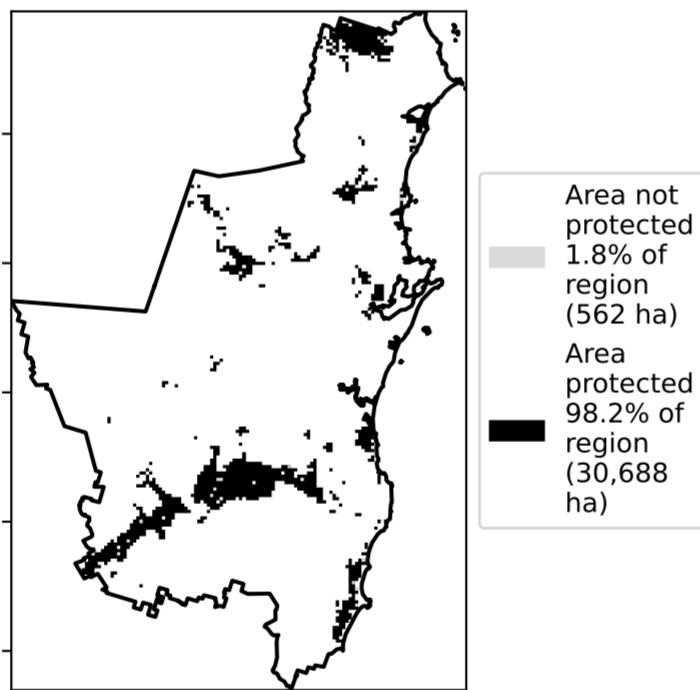 Area not
protected
1.8% of
region
(562 ha)
Area
protected
98.2% of
region
(30,688
ha)